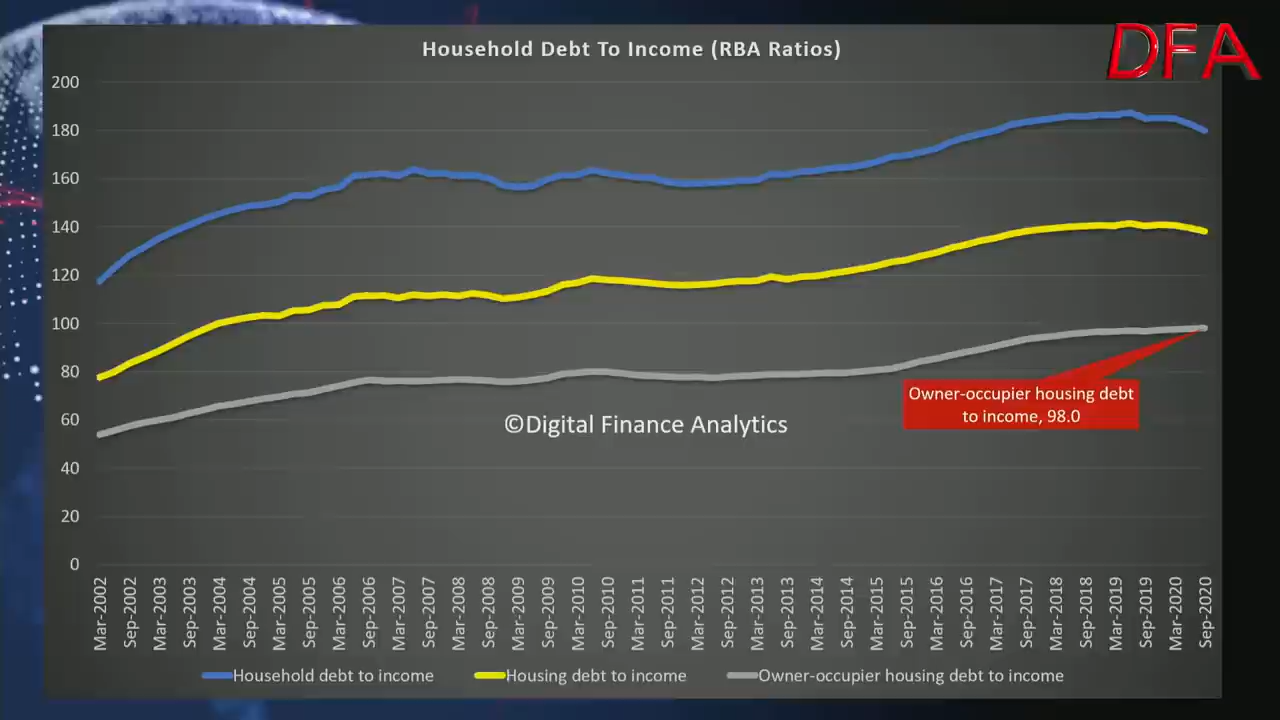 DFA
Household Debt To Income (RBA Ratios)
200
180
160
140
120
100
80
60
40
20
0
Owner-occupier housing debt
to income, 98.0
©Digital Finance Analytics
Mar-2002
Sep-2002
Mar-2003
Sep-2003
Mar-2004
Sep-2004
Mar-2005
Sep-2005
Mar-2006
Sep-2006
Mar-2007
Sep-2007
Mar-2008
Sep-2008
Mar-2009
Sep-2009
Mar-2010
Sep-2010
Mar-2011
Sep-2011
Mar-2012
Sep-2012
Mar-2013
Sep-2013
Mar-2014
Sep-2014
Mar-2015
Sep-2015
Mar-2016
Sep-2016
Mar-2017
Sep-2017
Mar-2018
Sep-2018
Mar-2019
Sep-2019
Mar-2020
Sep-2020
Household debt to income
Housing debt to income
Owner-occupier housing debt to income